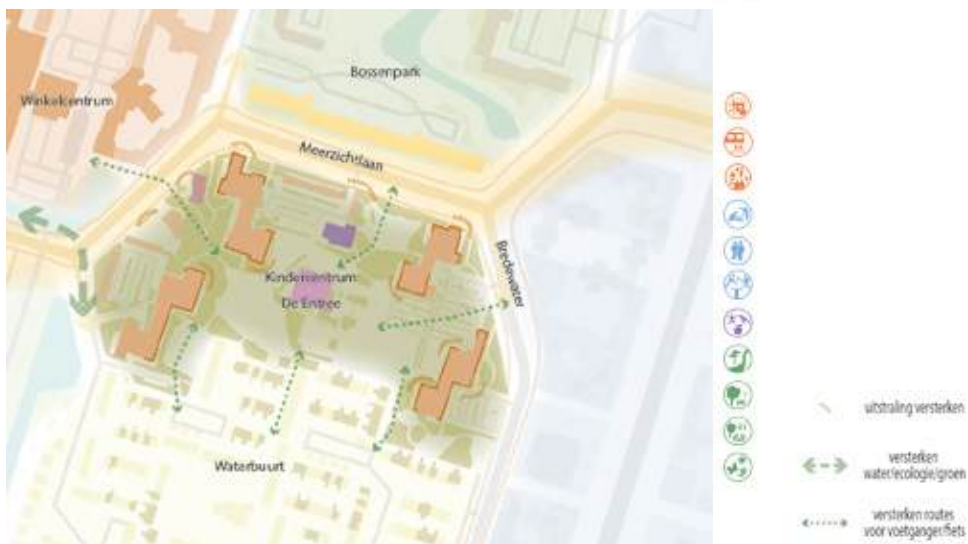 Bossenpark
Winkelcentrum
Meerzichtlaan
Bredewater
Kindercentrum
De Entree
Waterbuurt
uitstraling versterken
versterken
water/ecologie/groen
versterken routes
voor voetganger/fiets